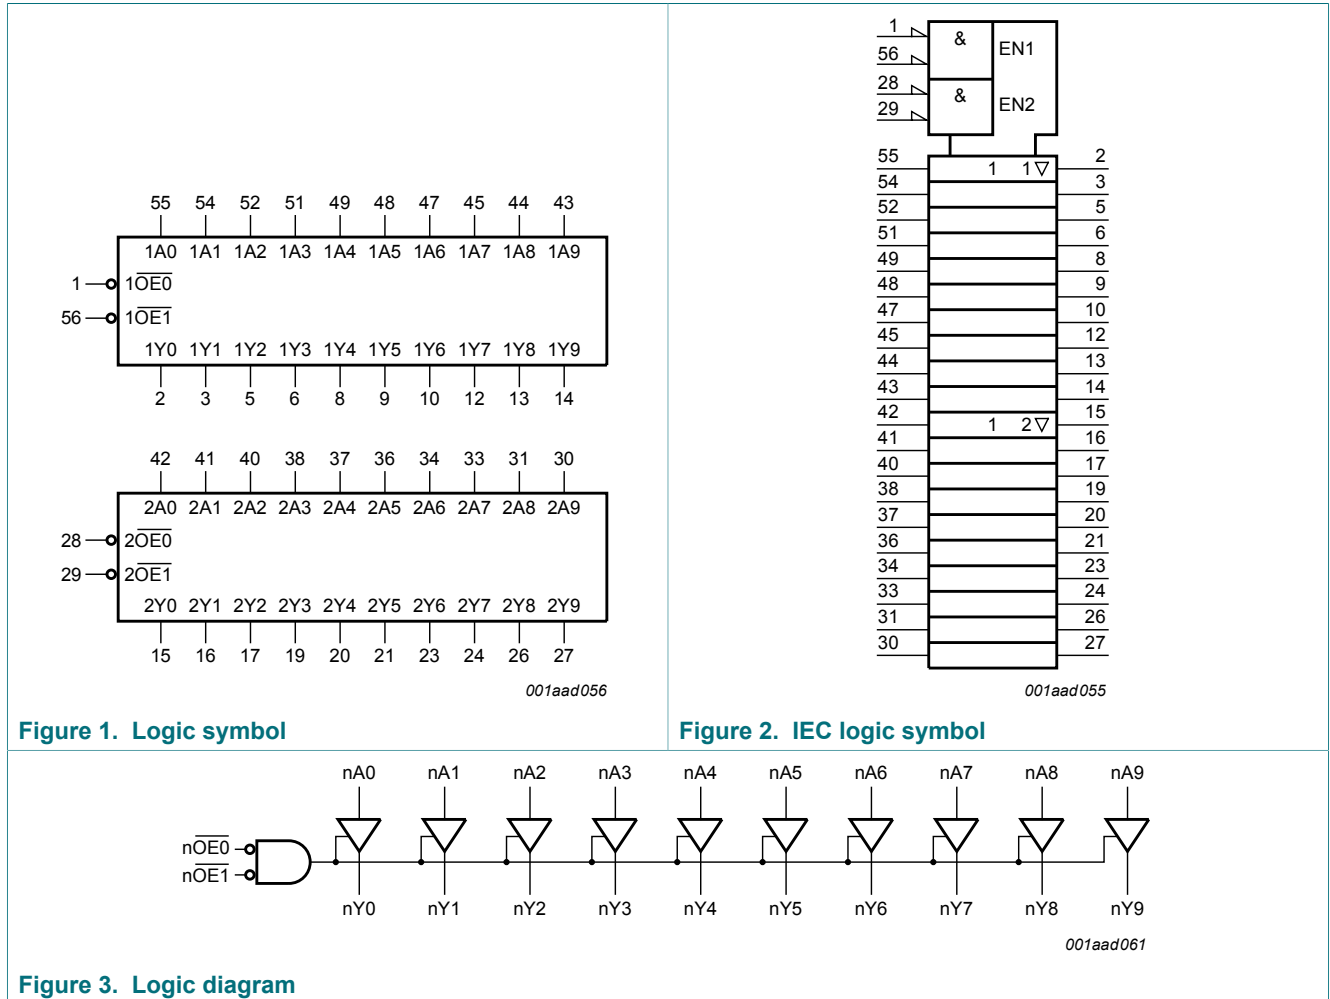 55 54 52 51 49 48 47 45 44 43
1A0 1A1 1A2 1A3 1A4 1A5 1A6 1A7 1A8 1A9
1 1OE0
56 1OE1
1Y0 1Y1 1Y2 1Y3 1Y4 1Y5 1Y6 1Y7 1Y8 1Y9
2 3 5 6 8 9 10 12 13 14
42 41 40 38 37 36 34 33 31 30
2A0 2A1 2A2 2A3 2A4 2A5 2A6 2A7 2A8 2A9
28 2OE0
29 2OE1
2Y0 2Y1 2Y2 2Y3 2Y4 2Y5 2Y6 2Y7 2Y8 2Y9
15 16 17 19 20 21 23 24 26 27
001aad056
Figure 1. Logic symbol
1 & EN1
56
28 & EN2
29
55 2
1 1▽
54 3
52 5
51 6
49 8
48 9
47 10
45 12
44 13
43 14
42 15
1 2▽
41 16
40 17
38 19
37 20
36 21
34 23
33 24
31 26
30 27
001aad055
Figure 2. IEC logic symbol
nA0 nA1 nA2 nA3 nA4 nA5 nA6 nA7 nA8 nA9
nOE0
nOE1
nY0 nY1 nY2 nY3 nY4 nY5 nY6 nY7 nY8 nY9
001aad061
Figure 3. Logic diagram